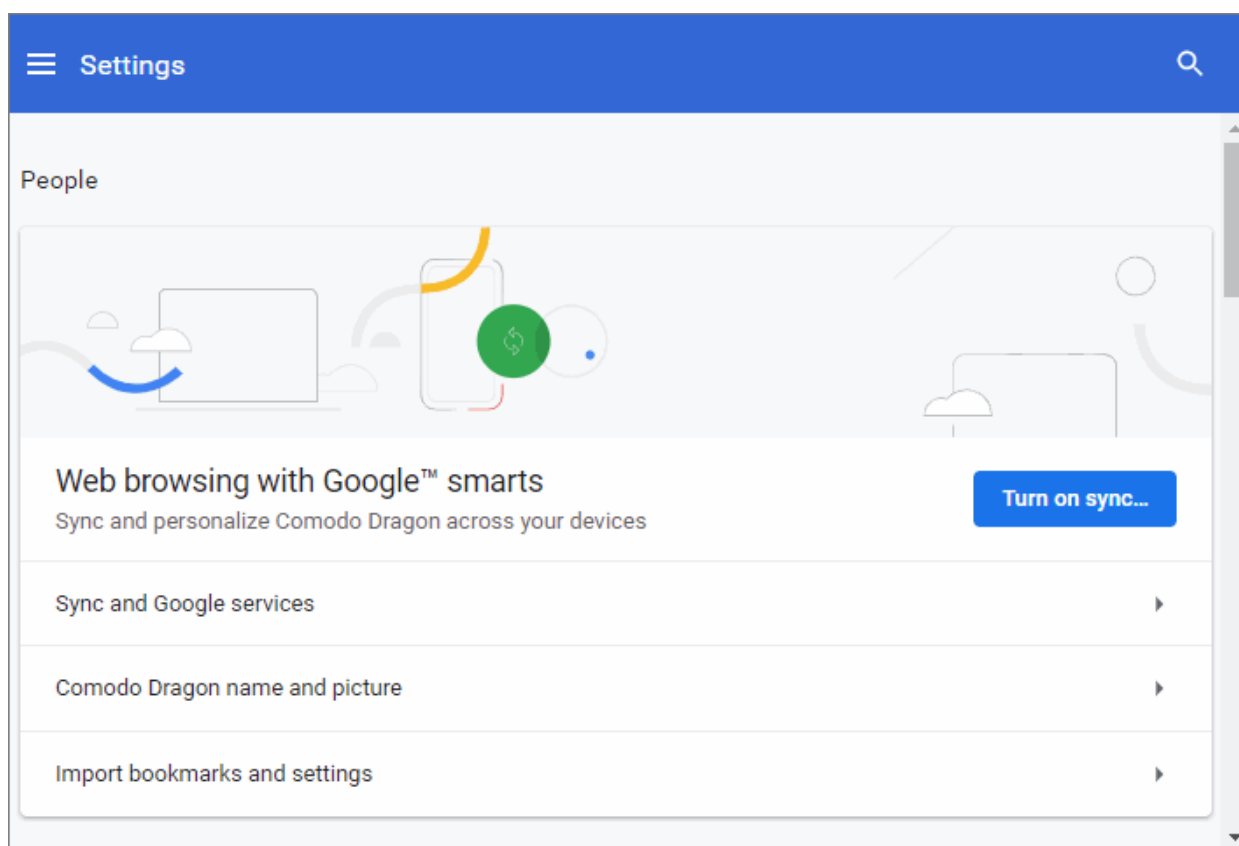 Settings
People
Web browsing with Google™ smarts
Turn on sync...
Sync and personalize Comodo Dragon across your devices
Sync and Google services
Comodo Dragon name and picture
Import bookmarks and settings